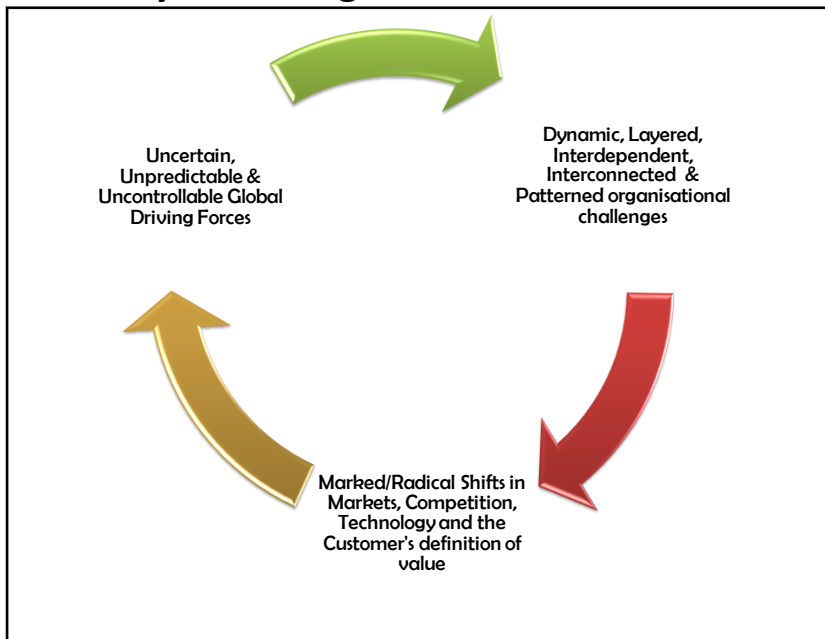 Uncertain,
Unpredictable &
Uncontrollable Global
Driving Forces
Dynamic, Layered,
Interdependent,
Interconnected &
Patterned organisational
challenges
Marked/Radical Shifts in
Markets, Competition,
Technology and the
Customer's definition of
value